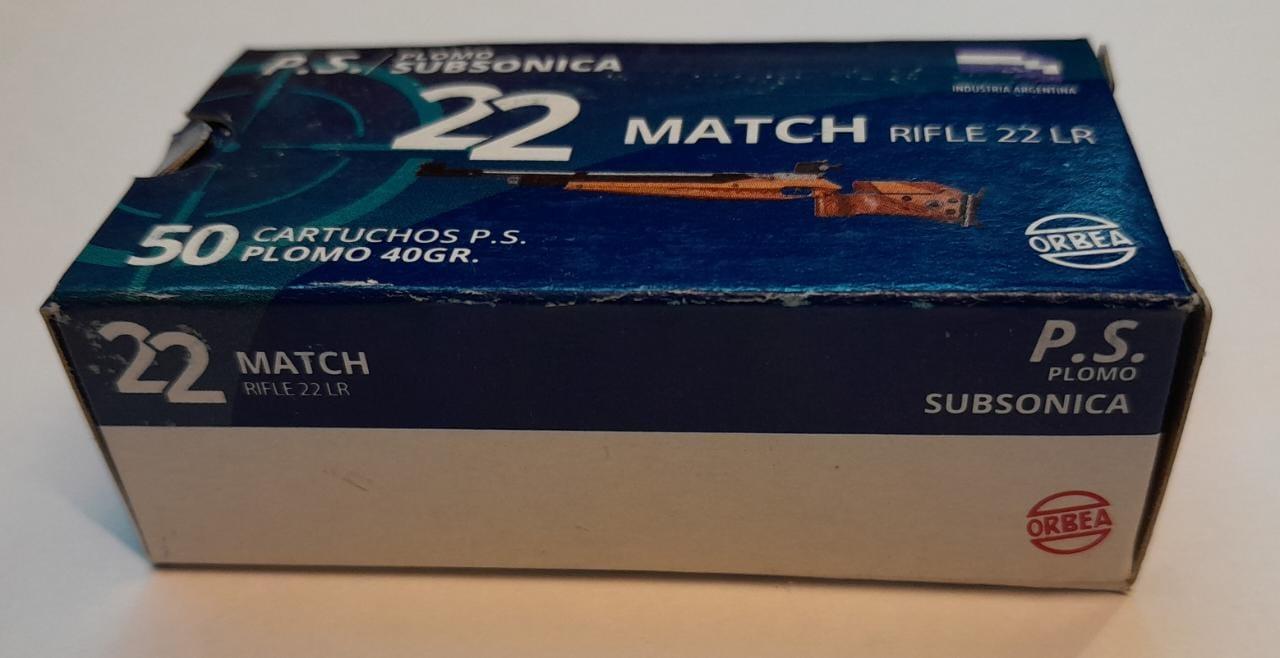 P.S. PLOMO
SUBSONICA
INDUSTRIA ARGENTINA
22 MATCH RIFLE 22 LR
50 CARTUCHOS P.S.
PLOMO 40GR.
ORBEA
22 MATCH
RIFLE 22 LR
P.S.
PLOMO
SUBSONICA
ORBEA